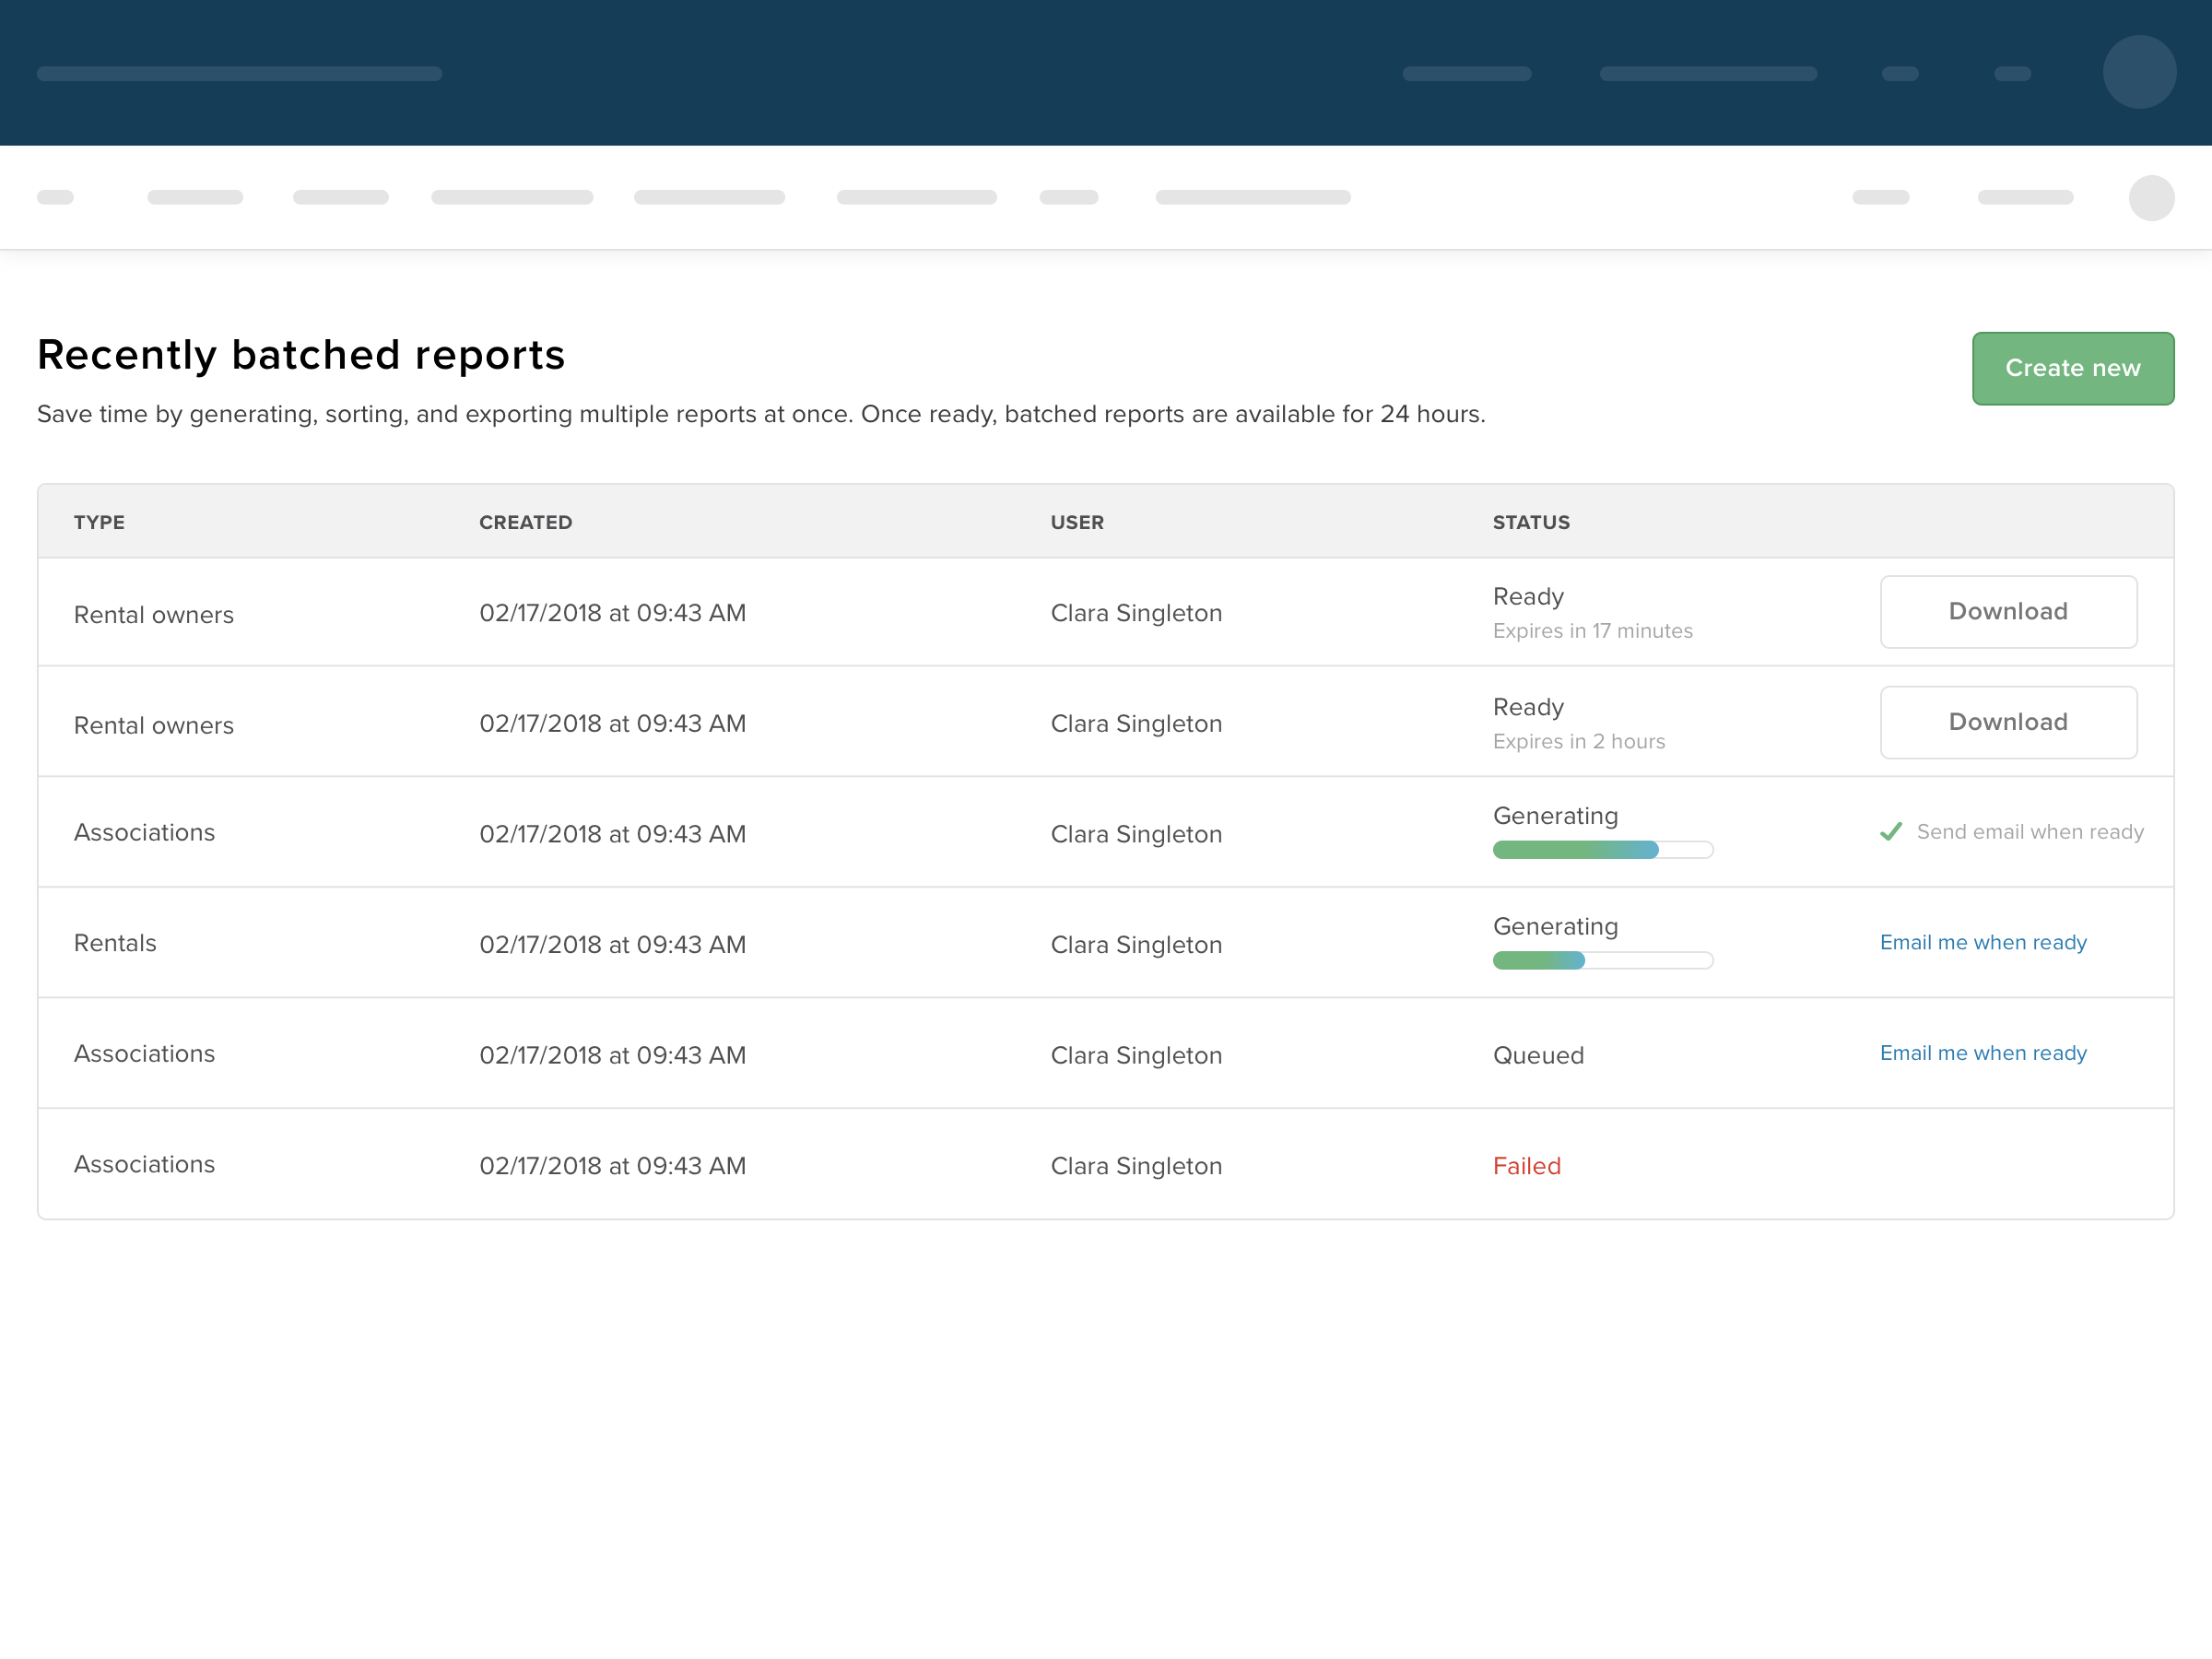 Recently batched reports
Create new
Save time by generating, sorting, and exporting multiple reports at once. Once ready, batched reports are available for 24 hours.
TYPE CREATED USER STATUS
Rental owners 02/17/2018 at 09:43 AM Clara Singleton Ready Download
Expires in 17 minutes
Rental owners 02/17/2018 at 09:43 AM Clara Singleton Ready Download
Expires in 2 hours
Associations 02/17/2018 at 09:43 AM Clara Singleton Generating Send email when ready
Rentals 02/17/2018 at 09:43 AM Clara Singleton Generating Email me when ready
Associations 02/17/2018 at 09:43 AM Clara Singleton Queued Email me when ready
Associations 02/17/2018 at 09:43 AM Clara Singleton Failed